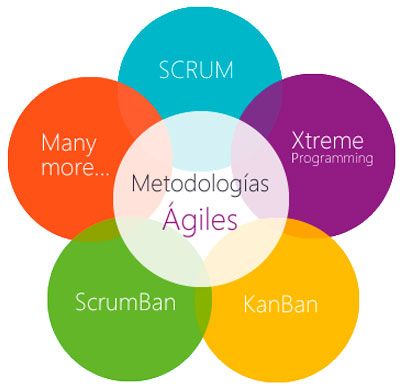 SCRUM
Many
more...
Xtreme
Programming
Metodologías
Ágiles
ScrumBan
KanBan